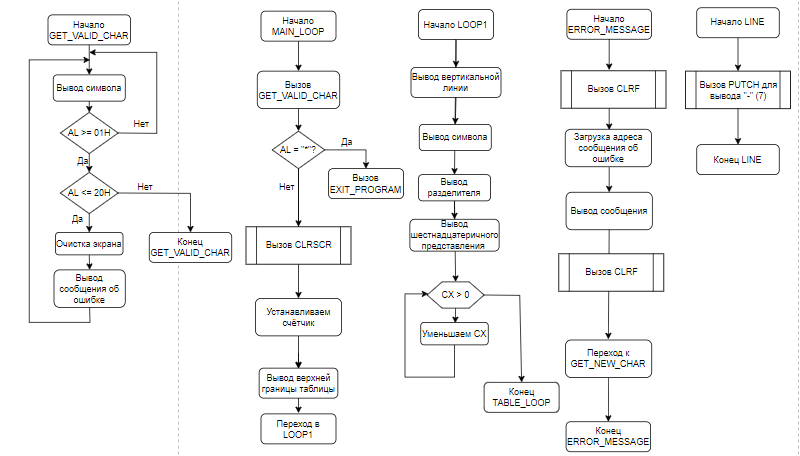 Начало
GET_VALID_CHAR
Вывод символа
AL >= 01H
Нет
Да
AL <= 20H
Нет
Да
Очистка экрана
Вывод
сообщения об
ошибке
Конец
GET_VALID_CHAR
Начало
MAIN_LOOP
Вызов
GET_VALID_CHAR
AL = "*"?
Да
Вызов
EXIT_PROGRAM
Нет
Вызов CLRSCR
Устанавливаем
счётчик
Вывод верхней
границы таблицы
Переход в
LOOP1
Начало LOOP1
Вывод вертикальной
линии
Вывод символа
Вывод
разделителя
Вывод
шестнадцатеричного
представления
CX > 0
Уменьшаем CX
Конец
TABLE_LOOP
Начало
ERROR_MESSAGE
Вызов CLRF
Загрузка адреса
сообщения об
ошибке
Вывод сообщения
Вызов CLRF
Переход к
GET_NEW_CHAR
Конец
ERROR_MESSAGE
Начало LINE
Вызов PUTCH для
вывода "-" (7)
Конец LINE